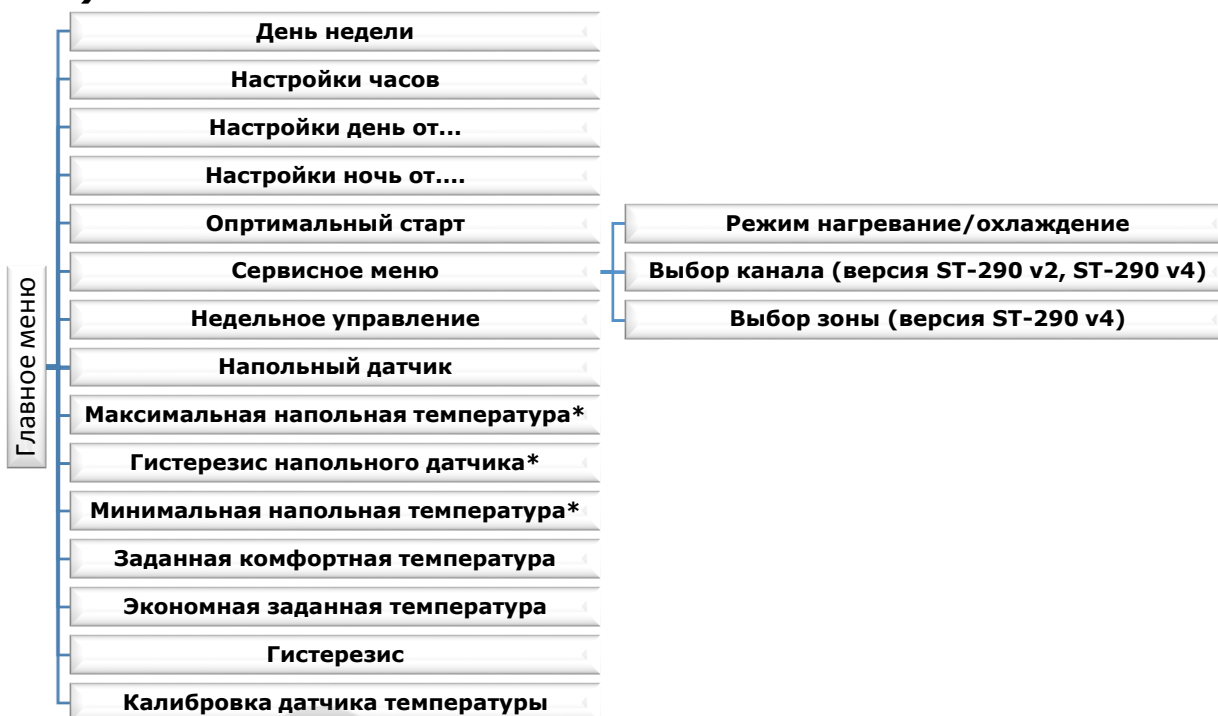 Главное меню
День недели
Настройки часов
Настройки день от...
Настройки ночь от....
Опртимальный старт
Сервисное меню
Недельное управление
Напольный датчик
Максимальная напольная температура*
Гистерезис напольного датчика*
Минимальная напольная температура*
Заданная комфортная температура
Экономная заданная температура
Гистерезис
Калибровка датчика температуры
Режим нагревание/охлаждение
Выбор канала (версия ST-290 v2, ST-290 v4)
Выбор зоны (версия ST-290 v4)